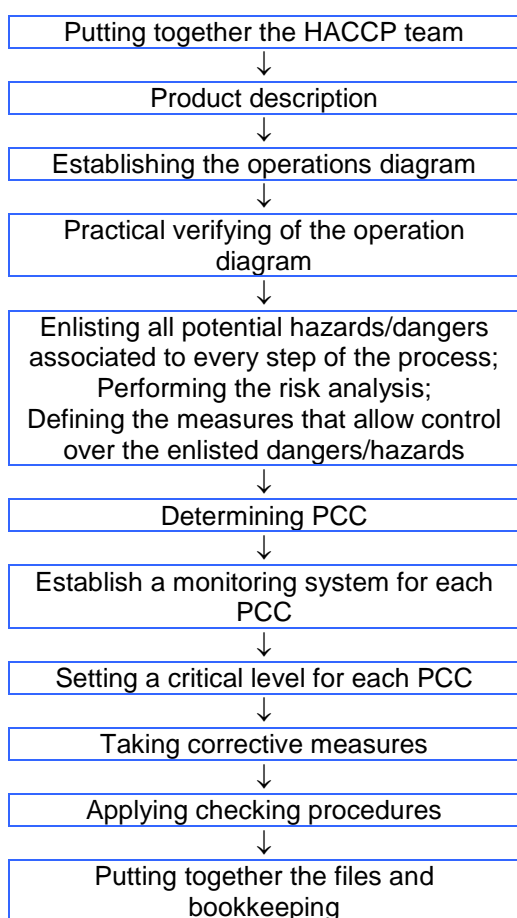 Putting together the HACCP team
↓
Product description
↓
Establishing the operations diagram
↓
Practical verifying of the operation
diagram
↓
Enlisting all potential hazards/dangers
associated to every step of the process;
Performing the risk analysis;
Defining the measures that allow control
over the enlisted dangers/hazards
↓
Determining PCC
↓
Establish a monitoring system for each
PCC
↓
Setting a critical level for each PCC
↓
Taking corrective measures
↓
Applying checking procedures
↓
Putting together the files and
bookkeeping